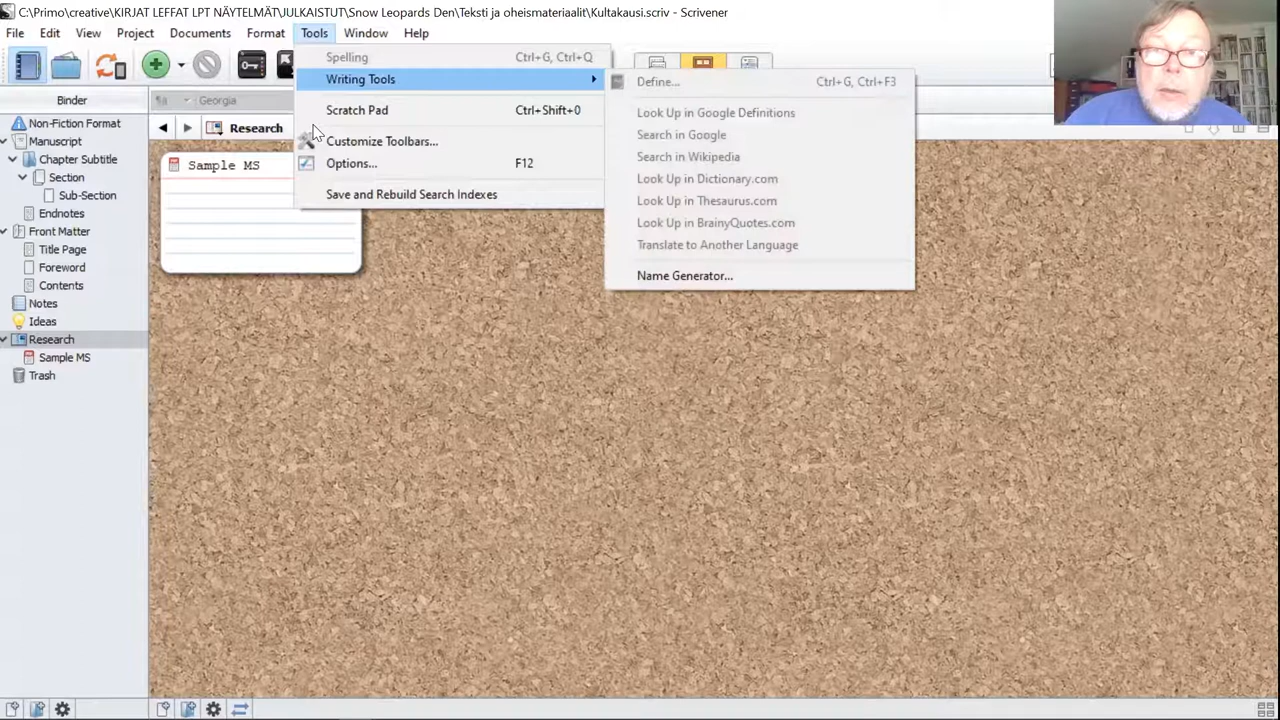 C:\Primo\creative\KIRJAT LEFFAT LPT NÄYTELMÄT\JULKAISTUT\Snow Leopards Den\Teksti ja oheismateriaalit\Kultakausi.scriv - Scrivener
File Edit View Project Documents Format Tools Window Help
Spelling Ctrl+G, Ctrl+Q
Writing Tools
Scratch Pad Ctrl+Shift+0
Customize Toolbars...
Options... F12
Save and Rebuild Search Indexes
Define... Ctrl+G, Ctrl+F3
Look Up in Google Definitions
Search in Google
Search in Wikipedia
Look Up in Dictionary.com
Look Up in Thesaurus.com
Look Up in BrainyQuotes.com
Translate to Another Language
Name Generator...
Binder
Georgia
Research
Sample MS
Non-Fiction Format
Manuscript
Chapter Subtitle
Section
Sub-Section
Endnotes
Front Matter
Title Page
Foreword
Contents
Notes
Ideas
Research
Sample MS
Trash